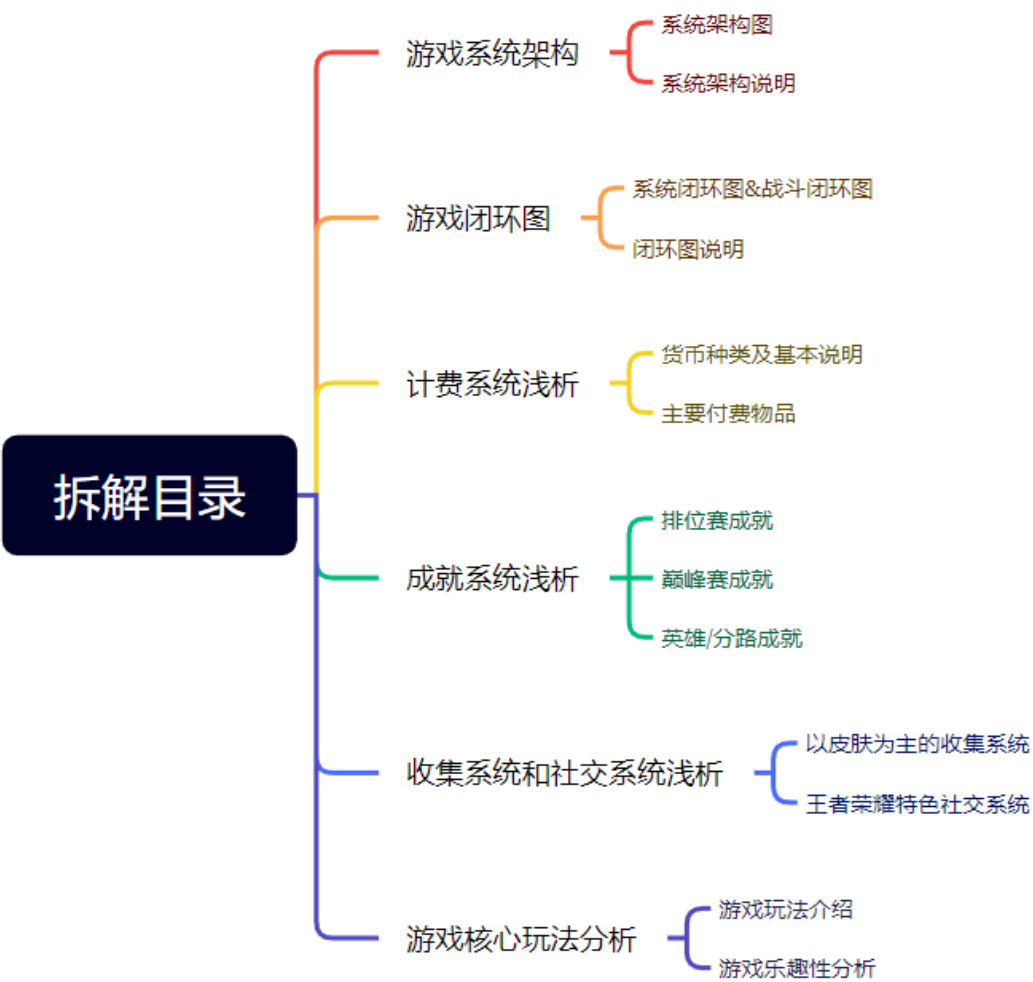 拆解目录
游戏系统架构
系统架构图
系统架构说明
游戏闭环图
系统闭环图&战斗闭环图
闭环图说明
计费系统浅析
货币种类及基本说明
主要付费物品
成就系统浅析
排位赛成就
巅峰赛成就
英雄/分路成就
收集系统和社交系统浅析
以皮肤为主的收集系统
王者荣耀特色社交系统
游戏核心玩法分析
游戏玩法介绍
游戏乐趣性分析